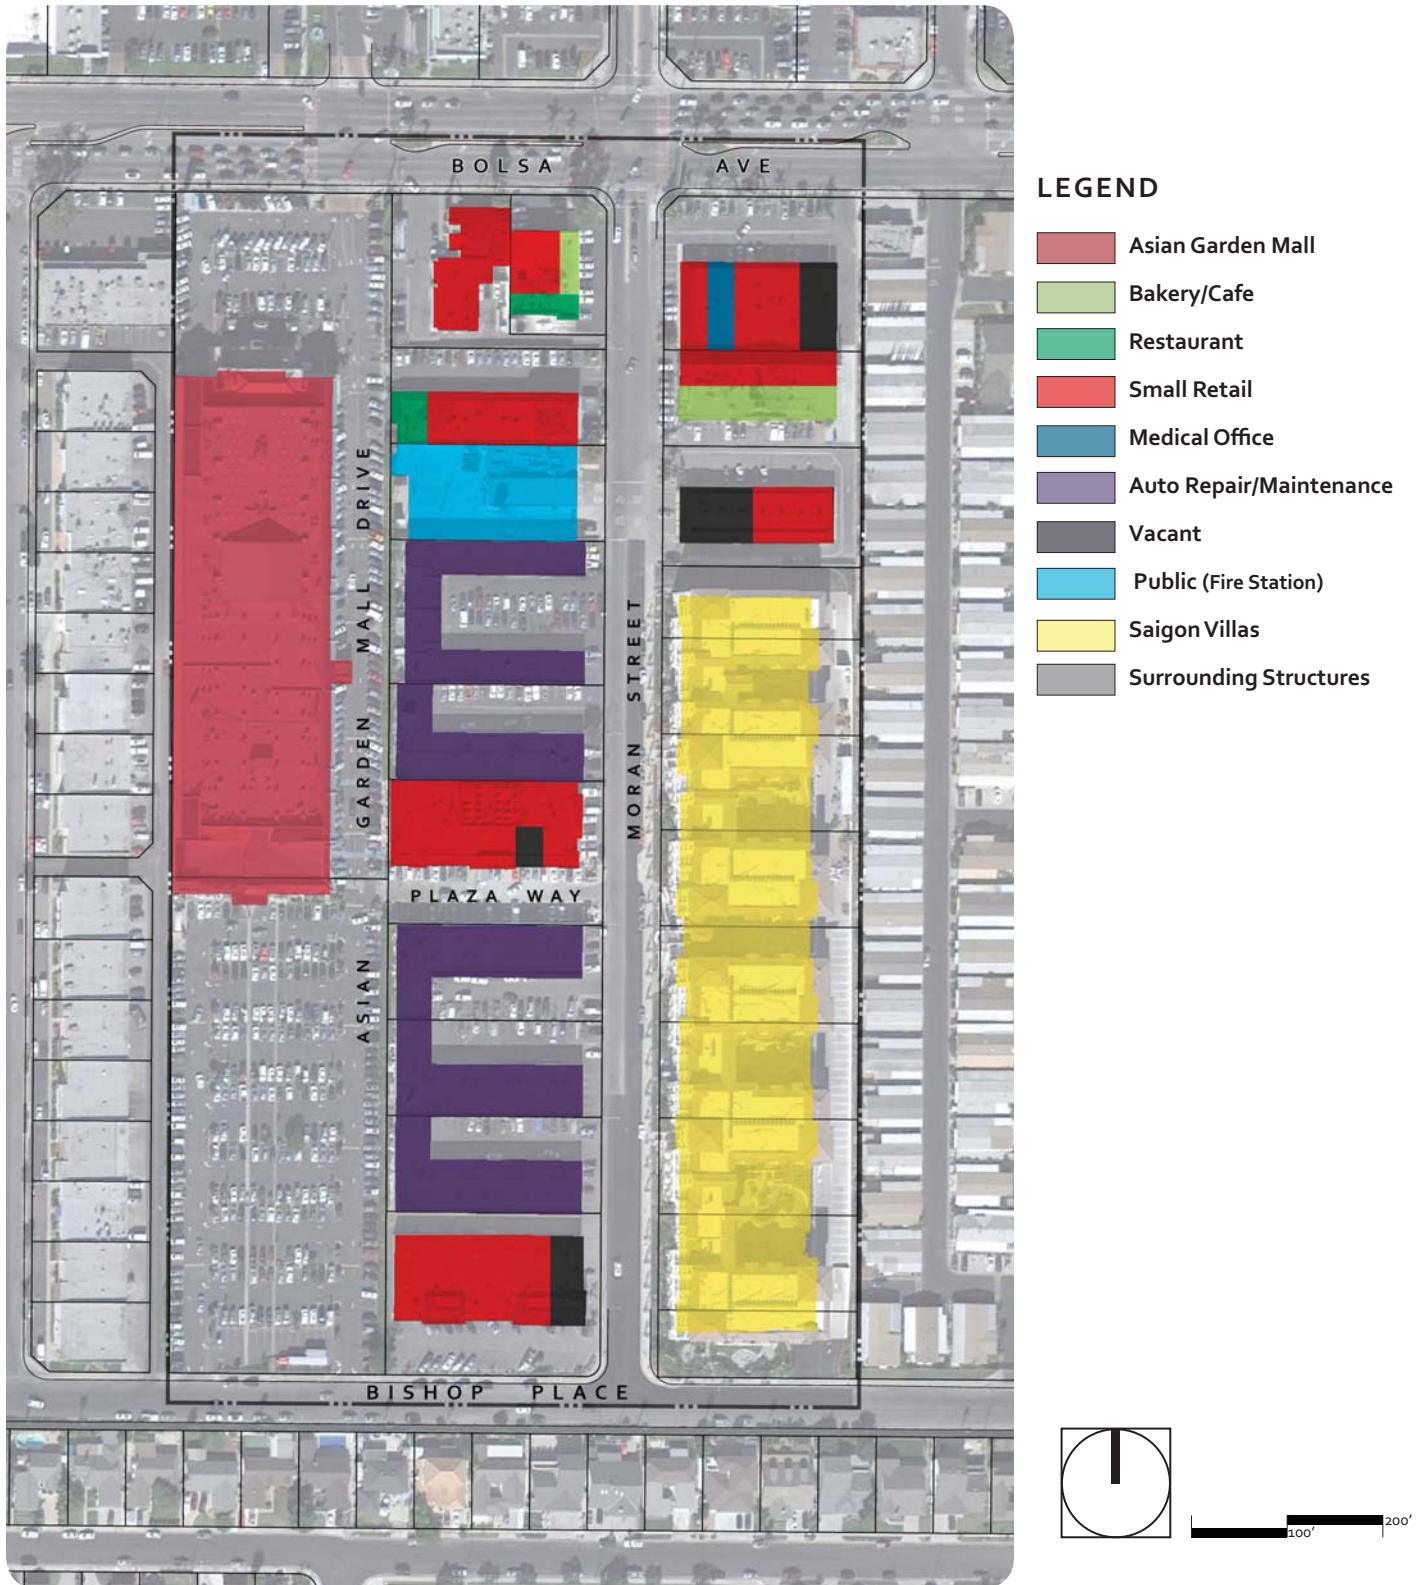 BOLSA AVE
LEGEND
Asian Garden Mall
Bakery/Cafe
Restaurant
Small Retail
Medical Office
Auto Repair/Maintenance
Vacant
Public (Fire Station)
Saigon Villas
Surrounding Structures
ASIAN GARDEN MALL DRIVE
MORAN STREET
PLAZA WAY
BISHOP PLACE
100'
200'